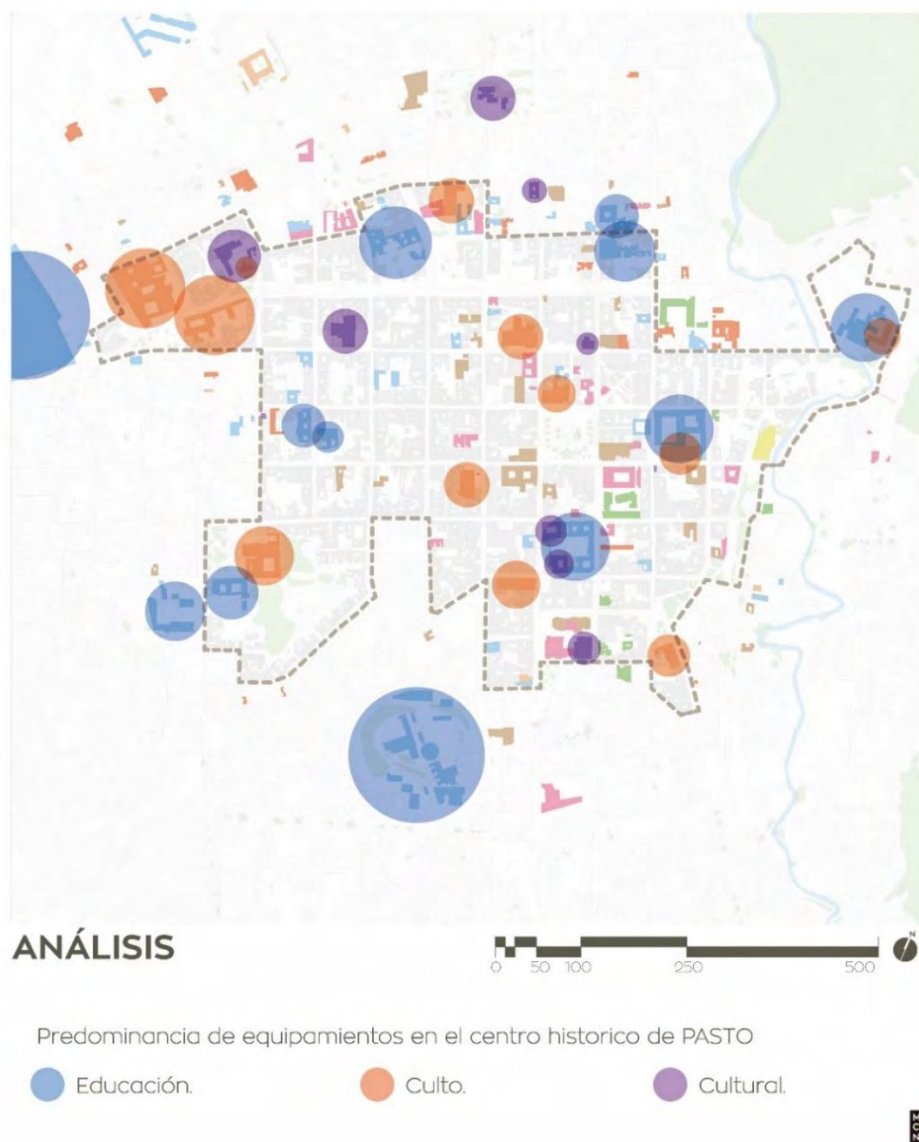 ANÁLISIS
N
0 50 100 250 500
Predominancia de equipamientos en el centro historico de PASTO
Educación. Culto. Cultural.